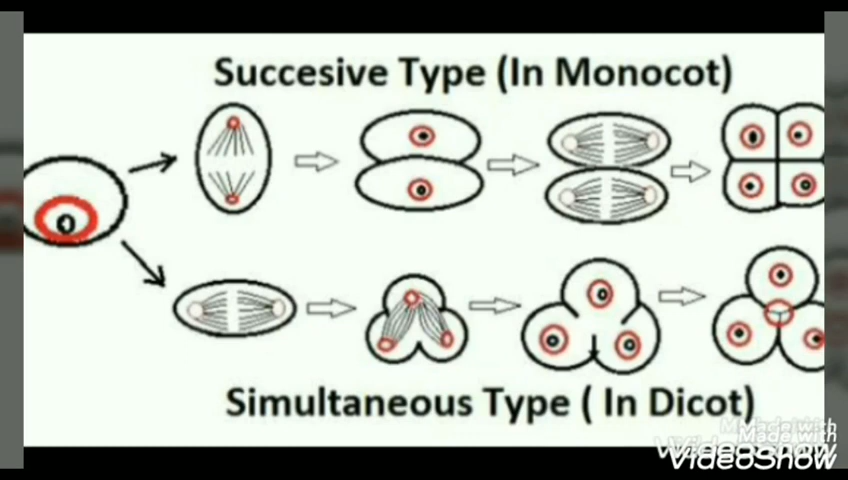 Succesive Type (In Monocot)
Simultaneous Type ( In Dicot)
Made with
VideoShow